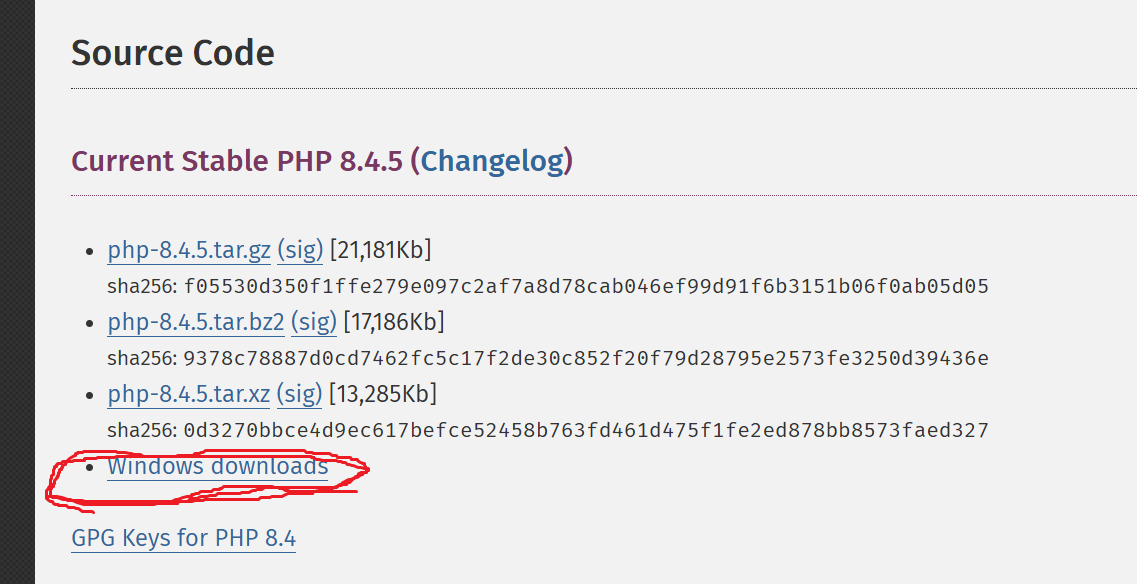 Source Code
Current Stable PHP 8.4.5 (Changelog)
php-8.4.5.tar.gz (sig) [21,181Kb]
sha256: f05530d350f1ffe279e097c2af7a8d78cab046ef99d91f6b3151b06f0ab05d05
php-8.4.5.tar.bz2 (sig) [17,186Kb]
sha256: 9378c78887d0cd7462fc5c17f2de30c852f20f79d28795e2573fe3250d39436e
php-8.4.5.tar.xz (sig) [13,285Kb]
sha256: 0d3270bbce4d9ec617befce52458b763fd461d475f1fe2ed878bb8573faed327
Windows downloads
GPG Keys for PHP 8.4